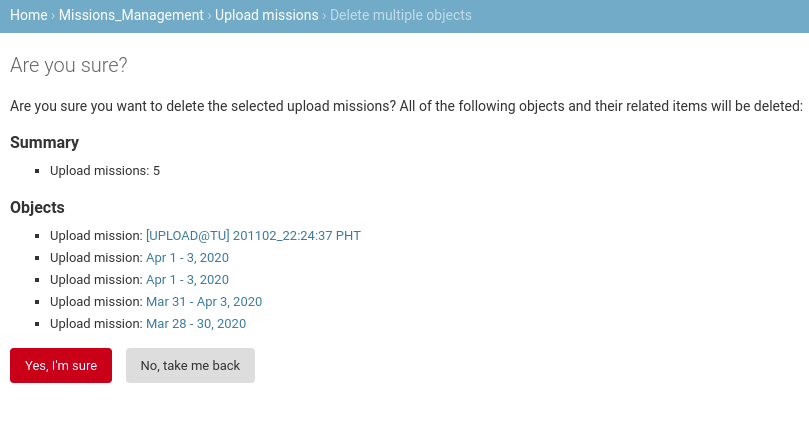 Home › Missions_Management › Upload missions › Delete multiple objects
Are you sure?
Are you sure you want to delete the selected upload missions? All of the following objects and their related items will be deleted:
Summary
Upload missions: 5
Objects
Upload mission: [UPLOAD@TU] 201102_22:24:37 PHT
Upload mission: Apr 1 - 3, 2020
Upload mission: Apr 1 - 3, 2020
Upload mission: Mar 31 - Apr 3, 2020
Upload mission: Mar 28 - 30, 2020
Yes, I'm sure No, take me back